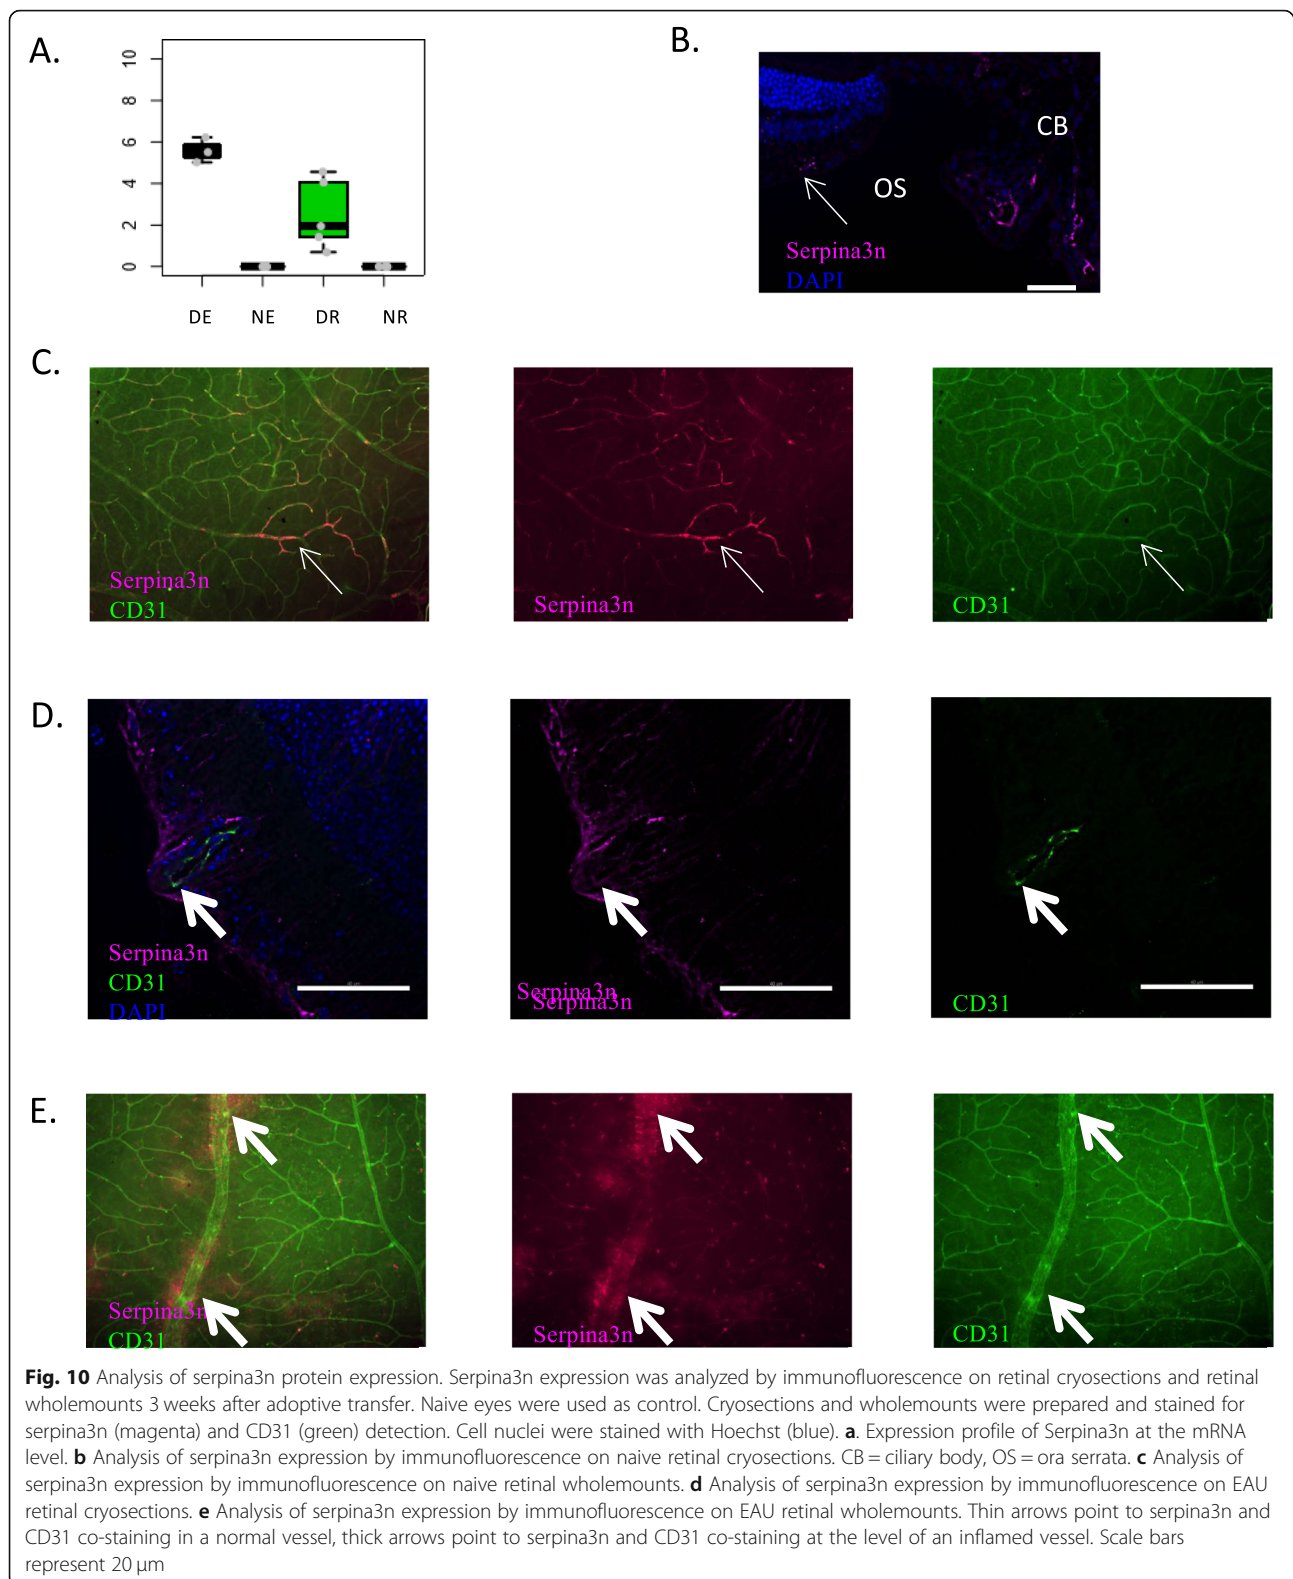 A.
10
8
6
4
2
0
DE NE DR NR
B.
CB
OS
Serpina3n
DAPI
C.
Serpina3n
CD31
Serpina3n
CD31
D.
Serpina3n
CD31
DAPI
Serpina3n
Serpina3n
CD31
E.
Serpina3n
CD31
Serpina3n
CD31
Fig. 10 Analysis of serpina3n protein expression. Serpina3n expression was analyzed by immunofluorescence on retinal cryosections and retinal
wholemounts 3 weeks after adoptive transfer. Naive eyes were used as control. Cryosections and wholemounts were prepared and stained for
serpina3n (magenta) and CD31 (green) detection. Cell nuclei were stained with Hoechst (blue). a. Expression profile of Serpina3n at the mRNA
level. b Analysis of serpina3n expression by immunofluorescence on naive retinal cryosections. CB = ciliary body, OS = ora serrata. c Analysis of
serpina3n expression by immunofluorescence on naive retinal wholemounts. d Analysis of serpina3n expression by immunofluorescence on EAU
retinal cryosections. e Analysis of serpina3n expression by immunofluorescence on EAU retinal wholemounts. Thin arrows point to serpina3n and
CD31 co-staining in a normal vessel, thick arrows point to serpina3n and CD31 co-staining at the level of an inflamed vessel. Scale bars
represent 20 μm